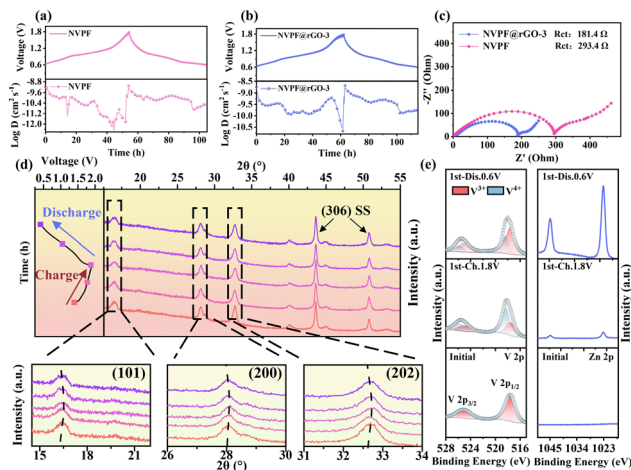 (a)
NVPF
Voltage (V)
1.8
1.2
0.6
NVPF
Log D (cm² s⁻¹)
-8.8
-9.6
-10.4
-11.2
-12.0
0 20 40 60 80 100
Time (h)
(b)
NVPF@rGO-3
Voltage (V)
1.8
1.2
0.6
NVPF@rGO-3
Log D (cm² s⁻¹)
-8.5
-9.0
-9.5
-10.0
-10.5
0 20 40 60 80 100
Time (h)
(c)
NVPF@rGO-3 Rct: 181.4 Ω
NVPF Rct: 293.4 Ω
-Z'' (Ohm)
400
300
200
100
0
0 100 200 300 400
Z' (Ohm)
(d)
Voltage (V)
0.5 1.0 1.5 2.0
2θ (°)
15 20 25 30 35 40 45 50 55
Discharge
Charge
Time (h)
(306) SS
Intensity (a.u.)
Intensity (a.u.)
(101)
(200)
(202)
15 18 21
26 28 30
31 32 33 34
2θ (°)
(e)
1st-Dis.0.6V
V³⁺
V⁴⁺
1st-Dis.0.6V
1st-Ch.1.8V
1st-Ch.1.8V
Initial
V 2p
Initial
Zn 2p
V 2p3/2
V 2p1/2
Intensity (a.u.)
528 522 516
Binding Energy (eV)
1045 1034 1023
Binding Energy (eV)